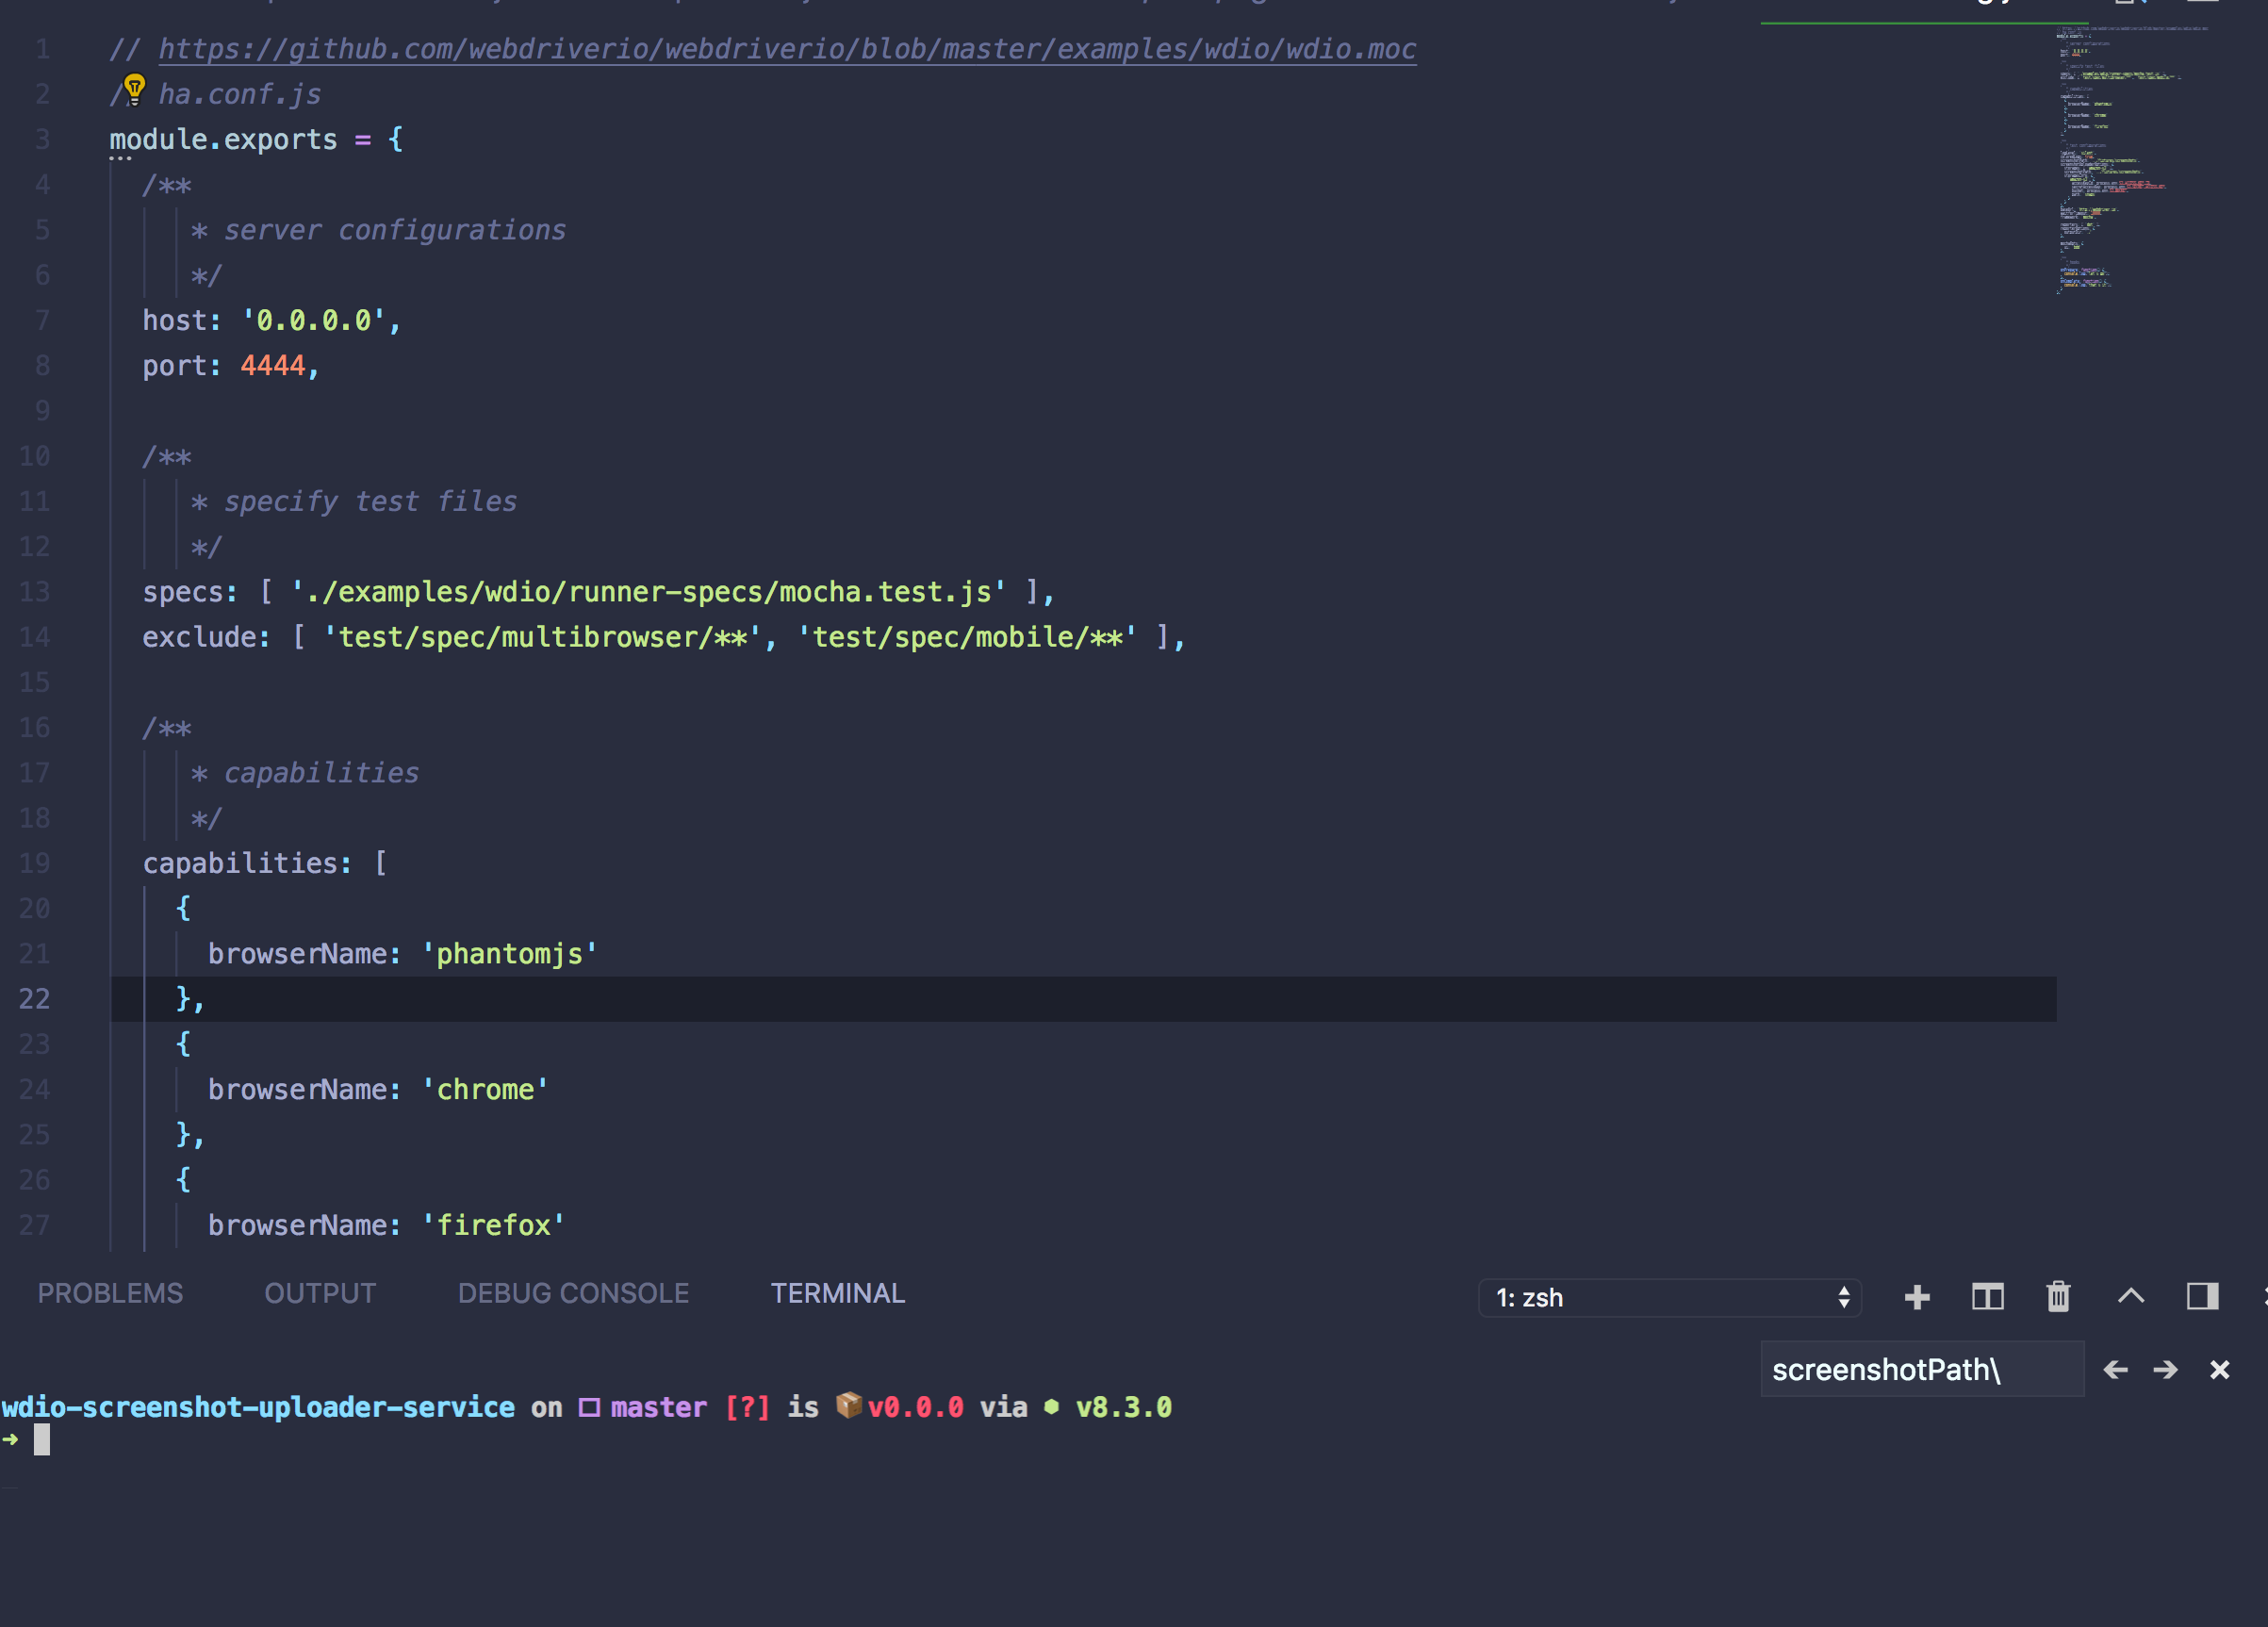 1 // https://github.com/webdriverio/webdriverio/blob/master/examples/wdio/wdio.moc
2 // ha.conf.js
3 module.exports = {
4 /**
5 * server configurations
6 */
7 host: '0.0.0.0',
8 port: 4444,
9
10 /**
11 * specify test files
12 */
13 specs: [ './examples/wdio/runner-specs/mocha.test.js' ],
14 exclude: [ 'test/spec/multibrowser/**', 'test/spec/mobile/**' ],
15
16 /**
17 * capabilities
18 */
19 capabilities: [
20 {
21 browserName: 'phantomjs'
22 },
23 {
24 browserName: 'chrome'
25 },
26 {
27 browserName: 'firefox'
PROBLEMS OUTPUT DEBUG CONSOLE TERMINAL 1: zsh
screenshotPath\
wdio-screenshot-uploader-service on master [?] is 📦v0.0.0 via ⬢ v8.3.0
➜